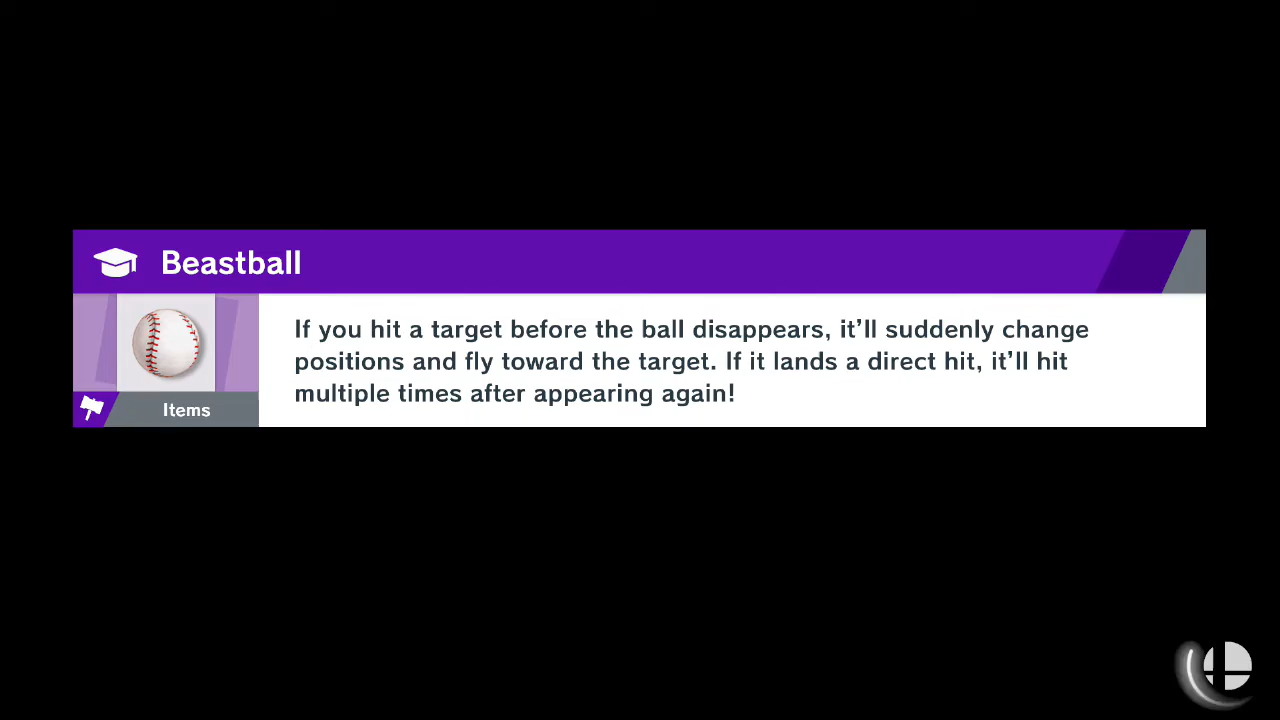 Beastball
If you hit a target before the ball disappears, it’ll suddenly change
positions and fly toward the target. If it lands a direct hit, it’ll hit
multiple times after appearing again!
Items